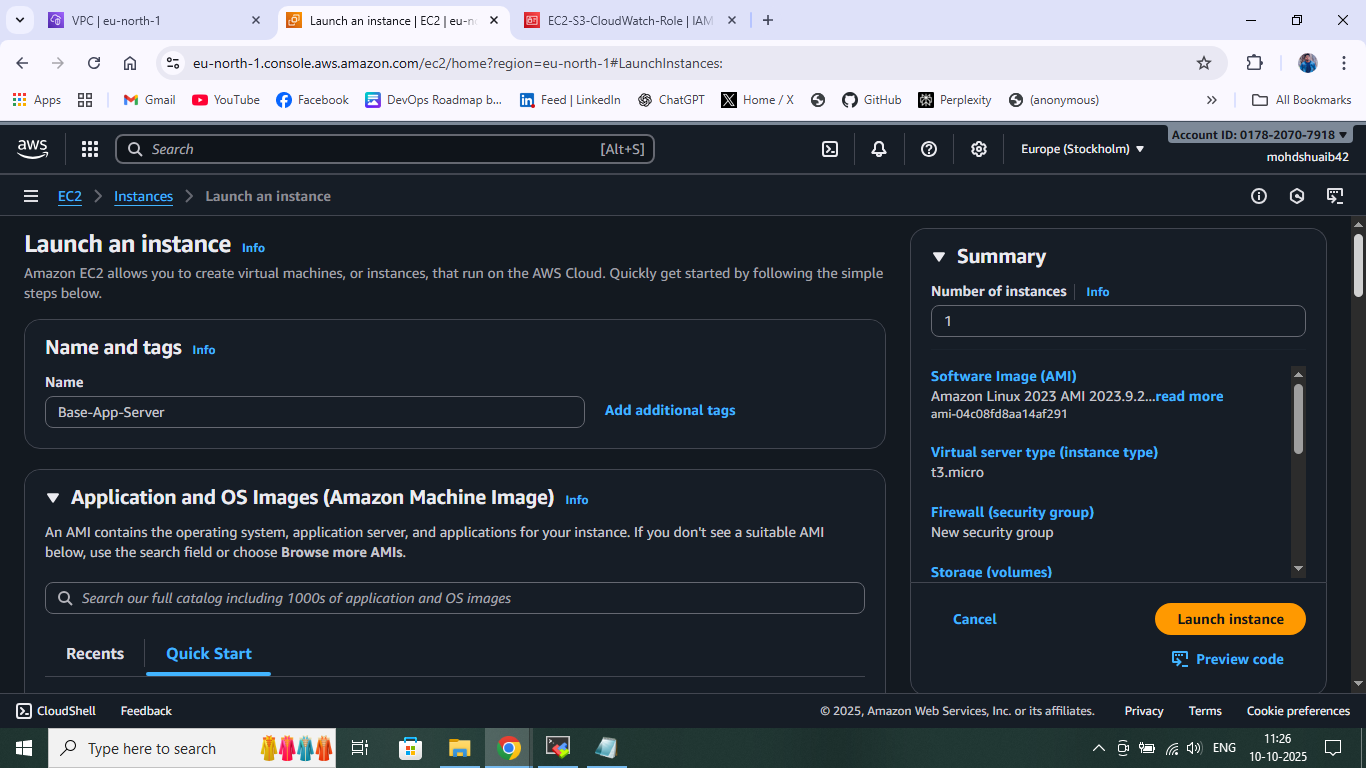 VPC | eu-north-1
Launch an instance | EC2 | eu-n
EC2-S3-CloudWatch-Role | IAM
eu-north-1.console.aws.amazon.com/ec2/home?region=eu-north-1#LaunchInstances:
Apps
Gmail
YouTube
Facebook
DevOps Roadmap b...
Feed | LinkedIn
ChatGPT
Home / X
GitHub
Perplexity
(anonymous)
All Bookmarks
aws
Search
[Alt+S]
Europe (Stockholm)
Account ID: 0178-2070-7918
mohdshuaib42
EC2
Instances
Launch an instance
Launch an instance Info
Amazon EC2 allows you to create virtual machines, or instances, that run on the AWS Cloud. Quickly get started by following the simple
steps below.
Name and tags Info
Name
Base-App-Server
Add additional tags
Application and OS Images (Amazon Machine Image) Info
An AMI contains the operating system, application server, and applications for your instance. If you don't see a suitable AMI
below, use the search field or choose Browse more AMIs.
Search our full catalog including 1000s of application and OS images
Recents
Quick Start
Summary
Number of instances Info
1
Software Image (AMI)
Amazon Linux 2023 AMI 2023.9.2...read more
ami-04c08fd8aa14af291
Virtual server type (instance type)
t3.micro
Firewall (security group)
New security group
Storage (volumes)
Cancel
Launch instance
Preview code
CloudShell
Feedback
© 2025, Amazon Web Services, Inc. or its affiliates.
Privacy
Terms
Cookie preferences
Type here to search
ENG
11:26
10-10-2025